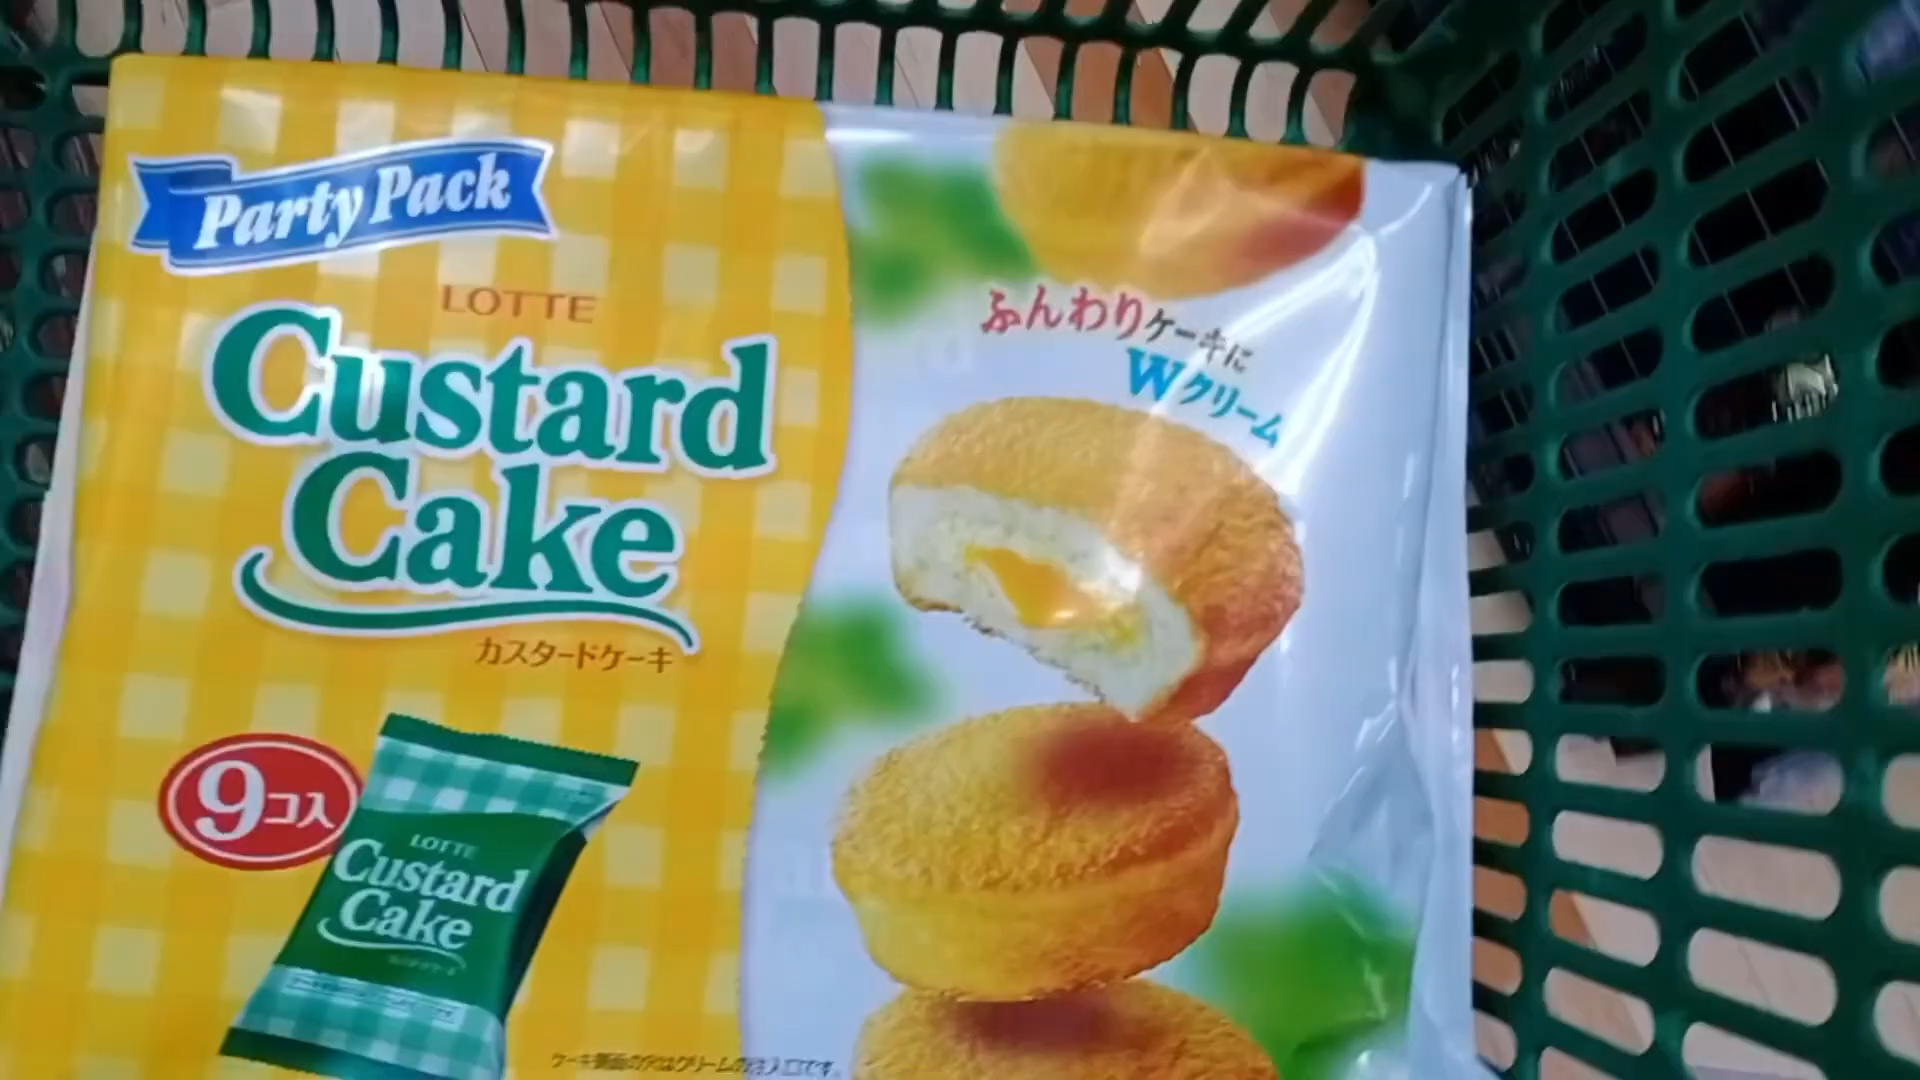 Party Pack
LOTTE
Custard
Cake
カスタードケーキ
ふんわりケーキに
Wクリーム
9コ入
LOTTE
Custard
Cake
ケーキ裏面の穴はクリームの注入口です。